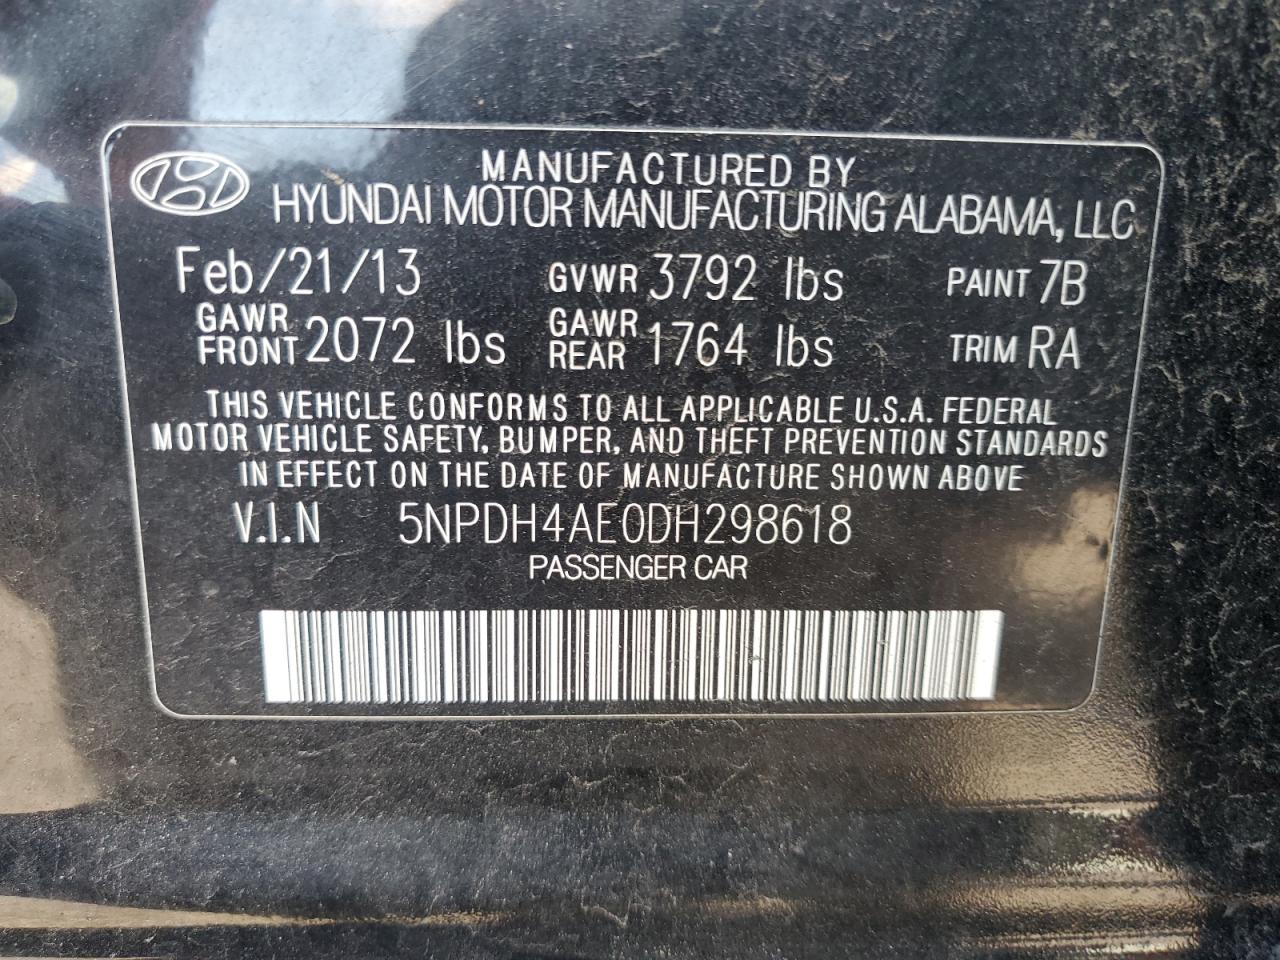 MANUFACTURED BY
HYUNDAI MOTOR MANUFACTURING ALABAMA, LLC
Feb/21/13 GVWR 3792 lbs PAINT 7B
GAWR FRONT 2072 lbs GAWR REAR 1764 lbs TRIM RA
THIS VEHICLE CONFORMS TO ALL APPLICABLE U.S.A. FEDERAL
MOTOR VEHICLE SAFETY, BUMPER, AND THEFT PREVENTION STANDARDS
IN EFFECT ON THE DATE OF MANUFACTURE SHOWN ABOVE
V.I.N 5NPDH4AE0DH298618
PASSENGER CAR